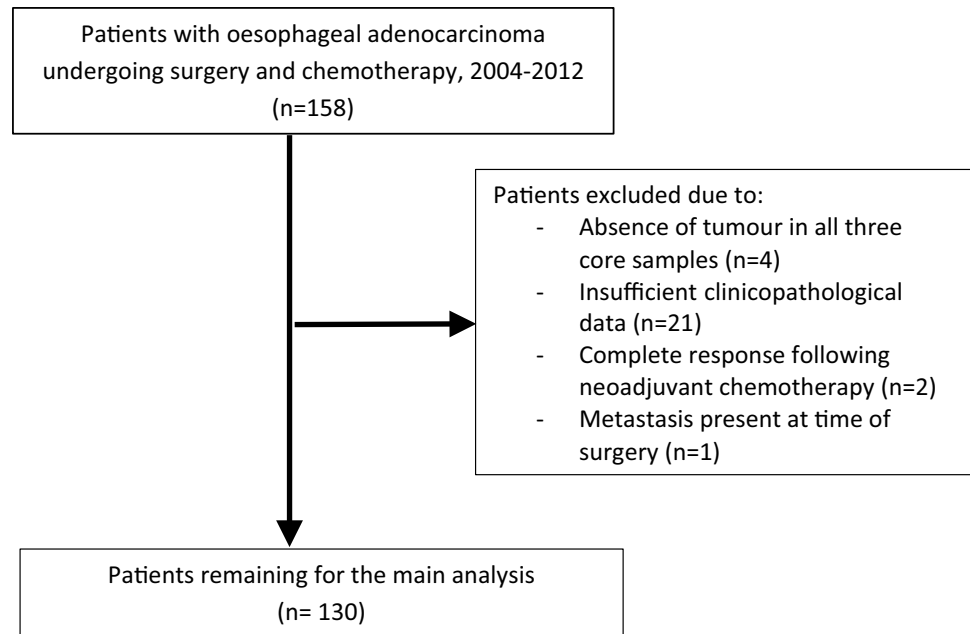 Patients with oesophageal adenocarcinoma
undergoing surgery and chemotherapy, 2004-2012
(n=158)
Patients excluded due to:
- Absence of tumour in all three
core samples (n=4)
- Insufficient clinicopathological
data (n=21)
- Complete response following
neoadjuvant chemotherapy (n=2)
- Metastasis present at time of
surgery (n=1)
Patients remaining for the main analysis
(n= 130)